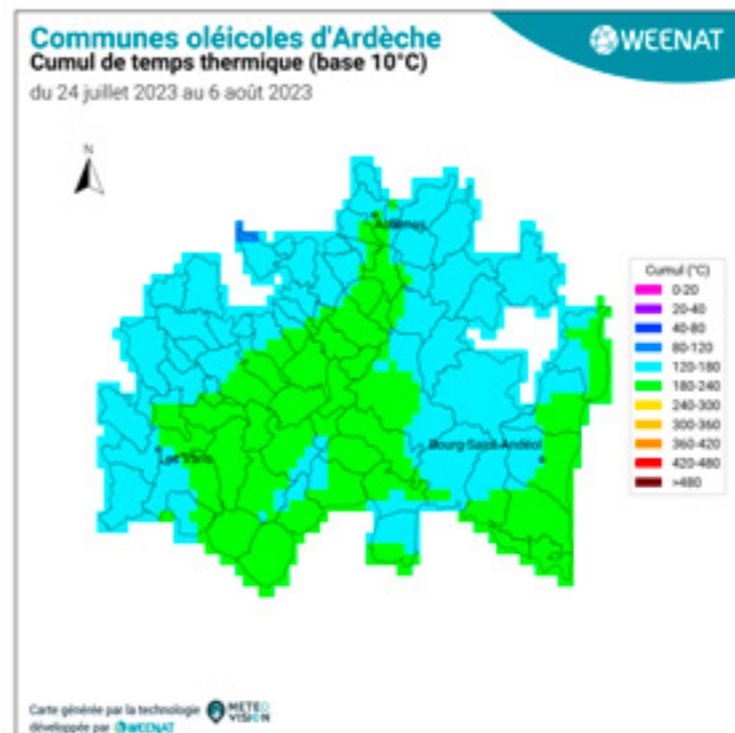 Communes oléicoles d'Ardèche
WEENAT
Cumul de temps thermique (base 10°C)
du 24 juillet 2023 au 6 août 2023
N
Aubenas
Cumul (°C)
0-20
20-40
40-80
80-120
120-180
180-240
240-300
300-360
360-420
420-480
>480
Bourg-Saint-Andéol
Les Vans
Carte générée par la technologie METEO
VISION
développée par WEENAT